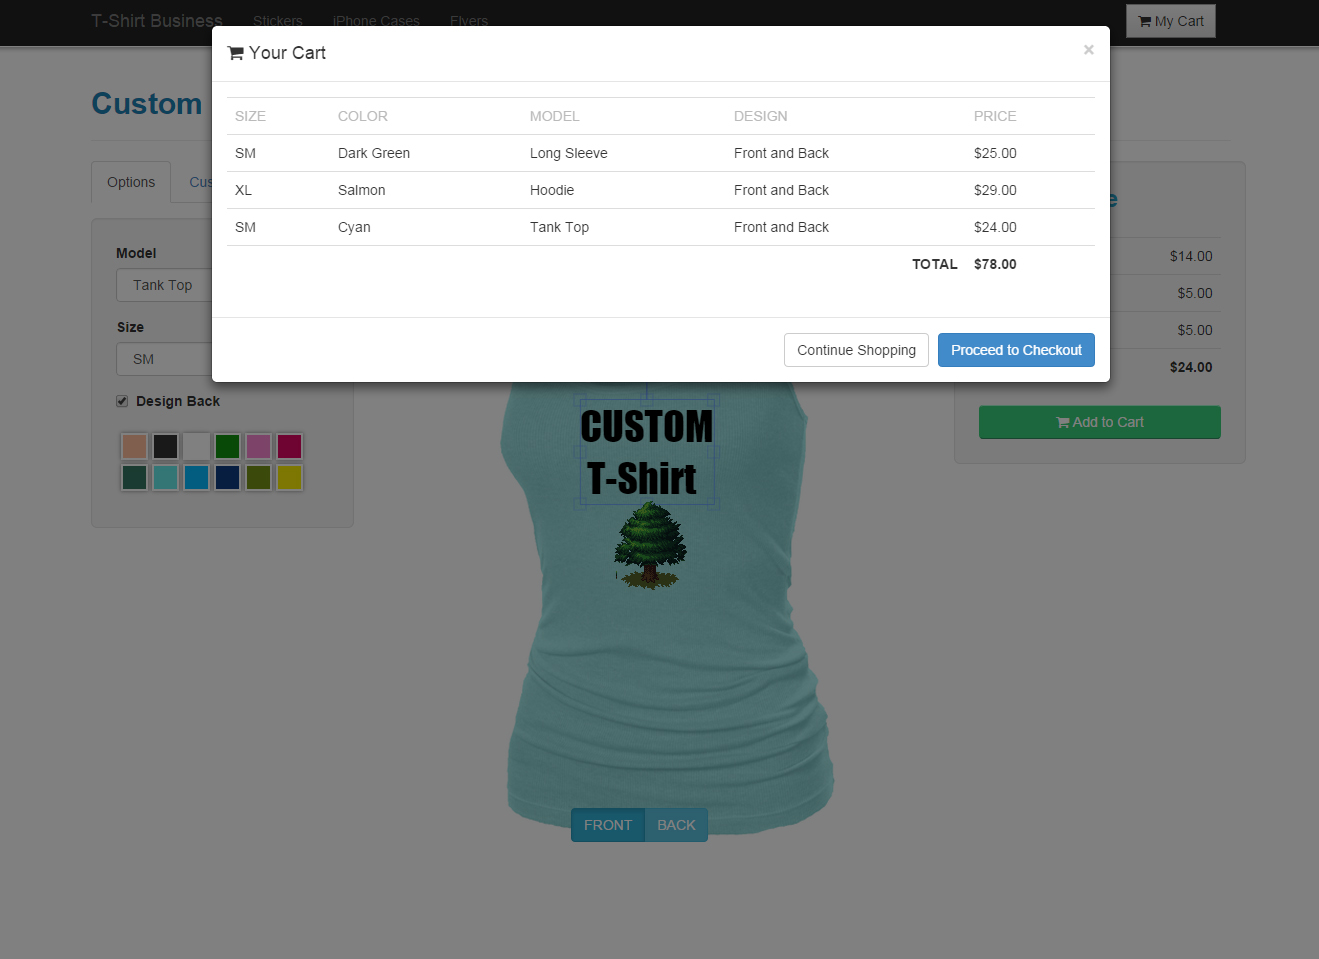 T-Shirt Business Stickers iPhone Cases Flyers My Cart
Your Cart ×
Custom
SIZE COLOR MODEL DESIGN PRICE
SM Dark Green Long Sleeve Front and Back $25.00
XL Salmon Hoodie Front and Back $29.00
SM Cyan Tank Top Front and Back $24.00
TOTAL $78.00
Continue Shopping Proceed to Checkout
Options Cus
Model
Tank Top
Size
SM
Design Back
CUSTOM
T-Shirt
FRONT BACK
e
$14.00
$5.00
$5.00
$24.00
Add to Cart